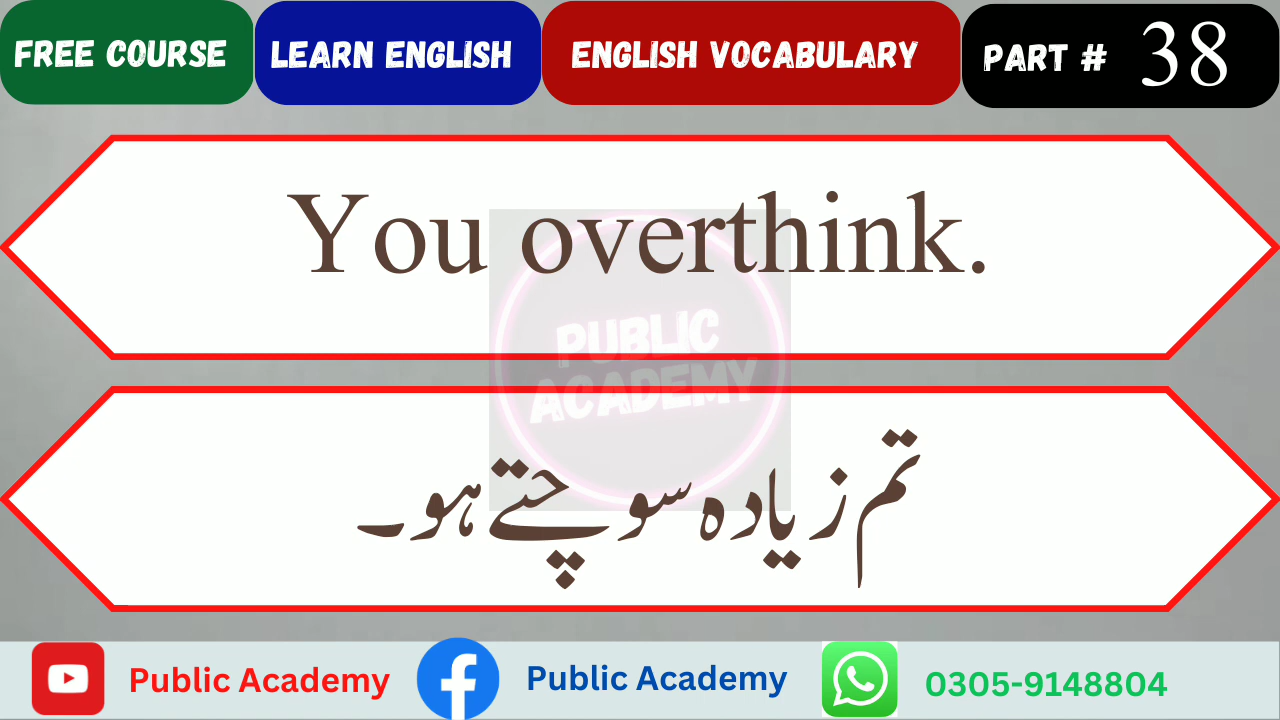 FREE COURSE
LEARN ENGLISH
ENGLISH VOCABULARY
PART # 38
You overthink.
PUBLIC
ACADEMY
تم زیادہ سوچتے ہو۔
Public Academy
Public Academy
0305-9148804